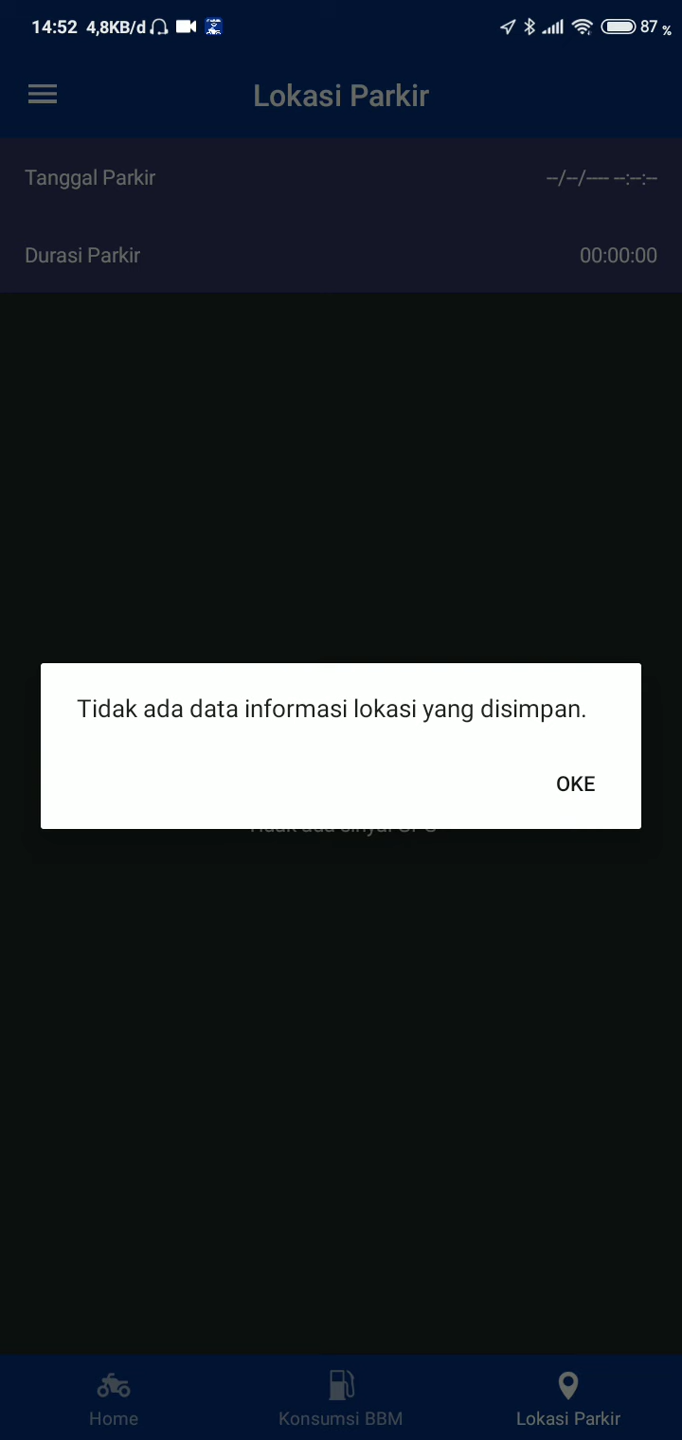 14:52 4,8KB/d 87 %
Lokasi Parkir
Tanggal Parkir --/--/---- --:--:--
Durasi Parkir 00:00:00
Tidak ada data informasi lokasi yang disimpan.
OKE
Home Konsumsi BBM Lokasi Parkir